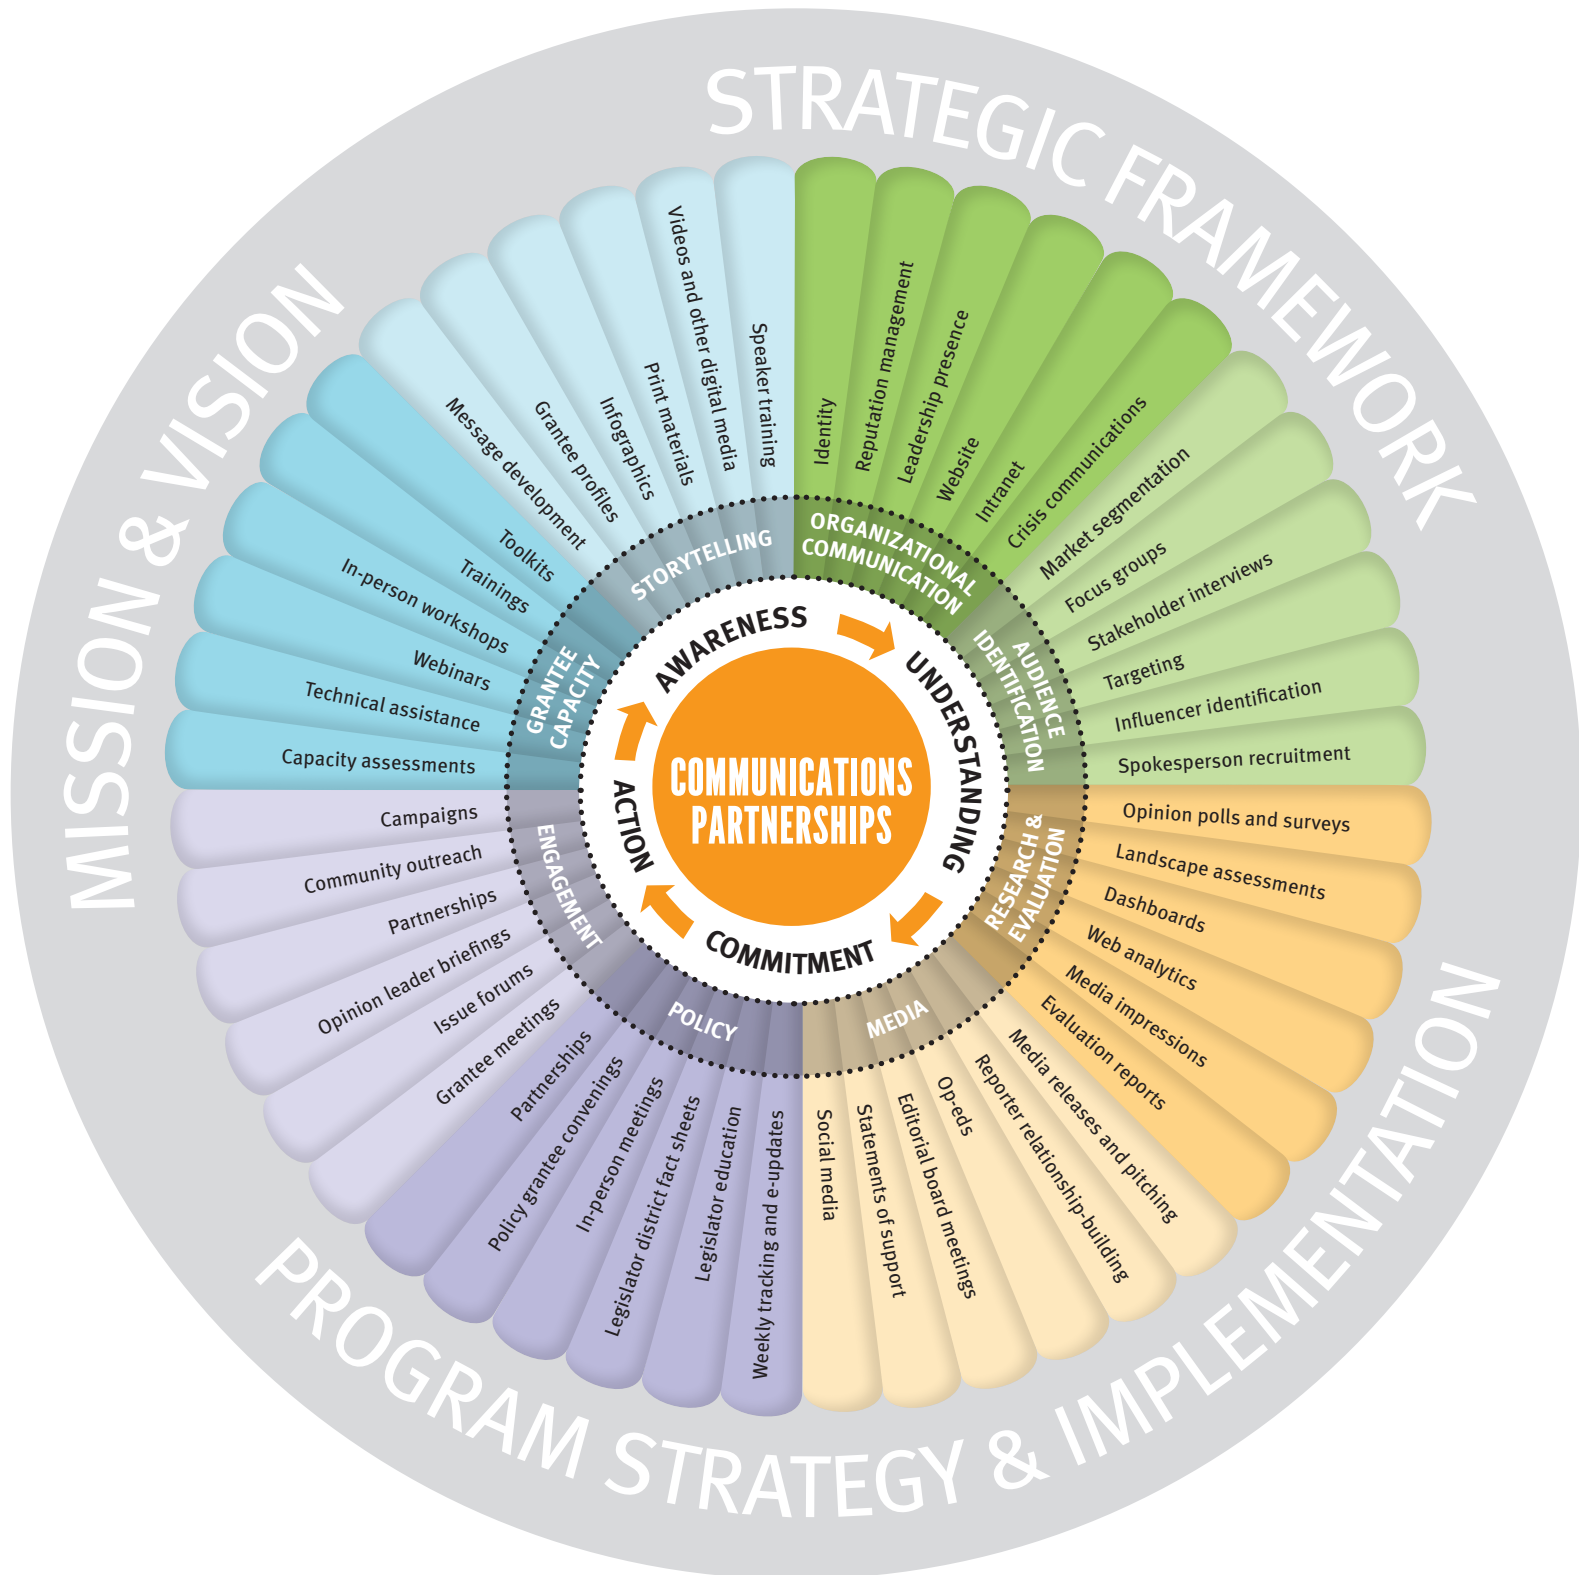 MISSION & VISION
STRATEGIC FRAMEWORK
PROGRAM STRATEGY & IMPLEMENTATION
COMMUNICATIONS
PARTNERSHIPS
AWARENESS
UNDERSTANDING
COMMITMENT
ACTION
ORGANIZATIONAL
COMMUNICATION
Identity
Reputation management
Leadership presence
Website
Intranet
Crisis communications
AUDIENCE
IDENTIFICATION
Market segmentation
Focus groups
Stakeholder interviews
Targeting
Influencer identification
Spokesperson recruitment
RESEARCH &
EVALUATION
Opinion polls and surveys
Landscape assessments
Dashboards
Web analytics
Media impressions
Evaluation reports
MEDIA
Media releases and pitching
Reporter relationship-building
Op-eds
Editorial board meetings
Statements of support
Social media
POLICY
Weekly tracking and e-updates
Legislator education
Legislator district fact sheets
In-person meetings
Policy grantee convenings
Partnerships
ENGAGEMENT
Grantee meetings
Issue forums
Opinion leader briefings
Partnerships
Community outreach
Campaigns
GRANTEE
CAPACITY
Capacity assessments
Technical assistance
Webinars
In-person workshops
Trainings
Toolkits
STORYTELLING
Message development
Grantee profiles
Infographics
Print materials
Videos and other digital media
Speaker training